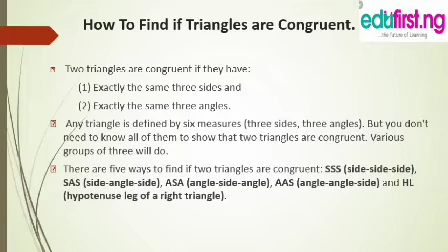 How To Find if Triangles are Congruent.
edufirst.ng
...the future of Learning
Two triangles are congruent if they have:
(1) Exactly the same three sides and
(2) Exactly the same three angles.
Any triangle is defined by six measures (three sides, three angles). But you don't
need to know all of them to show that two triangles are congruent. Various
groups of three will do.
There are five ways to find if two triangles are congruent: SSS (side-side-side),
SAS (side-angle-side), ASA (angle-side-angle), AAS (angle-angle-side) and HL
(hypotenuse leg of a right triangle).